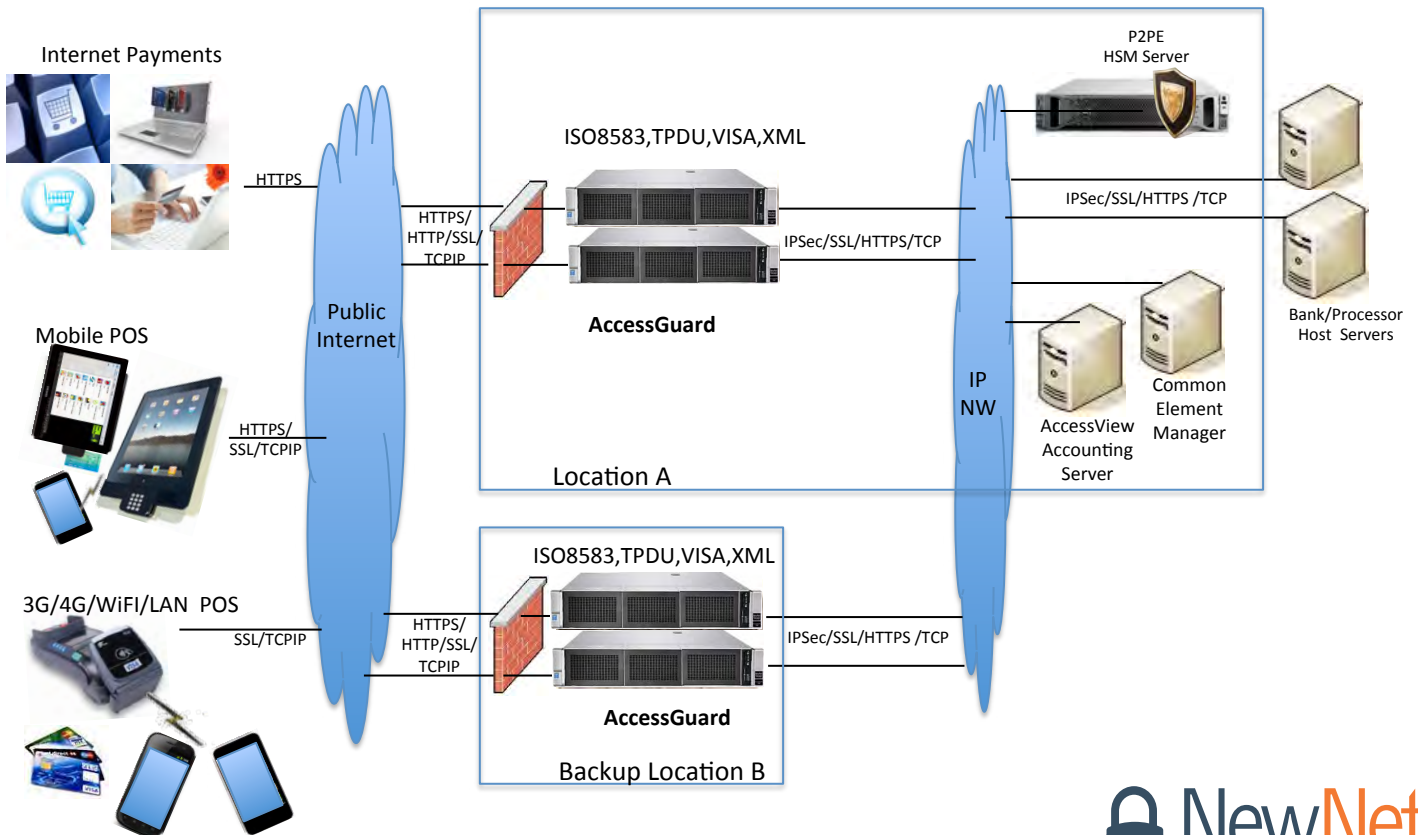 Internet Payments
HTTPS
Mobile POS
HTTPS/
SSL/TCPIP
3G/4G/WiFI/LAN POS
SSL/TCPIP
Public
Internet
HTTPS/
HTTP/SSL/
TCPIP
ISO8583,TPDU,VISA,XML
IPSec/SSL/HTTPS/TCP
AccessGuard
Location A
HTTPS/
HTTP/SSL/
TCPIP
ISO8583,TPDU,VISA,XML
IPSec/SSL/HTTPS /TCP
AccessGuard
Backup Location B
IP
NW
P2PE
HSM Server
IPSec/SSL/HTTPS /TCP
Bank/Processor
Host Servers
AccessView
Accounting
Server
Common
Element
Manager
NewNet